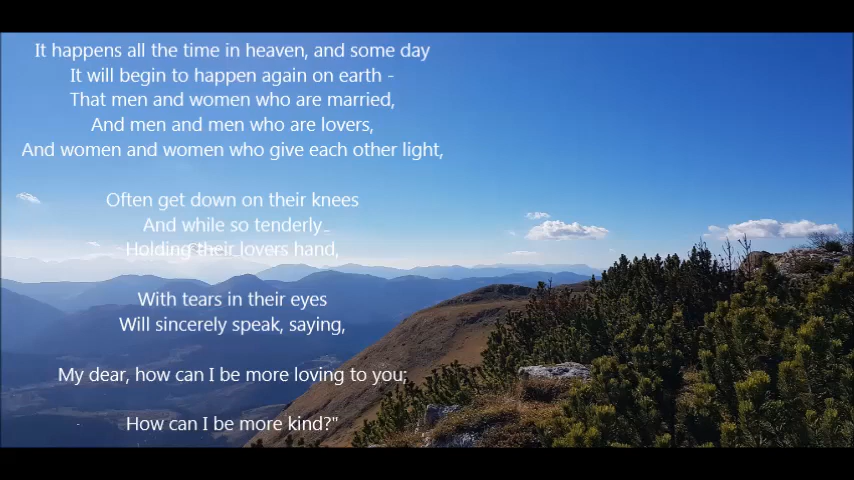 It happens all the time in heaven, and some day
It will begin to happen again on earth -
That men and women who are married,
And men and men who are lovers,
And women and women who give each other light,
Often get down on their knees
And while so tenderly
Holding their lovers hand,
With tears in their eyes
Will sincerely speak, saying,
My dear, how can I be more loving to you;
How can I be more kind?"